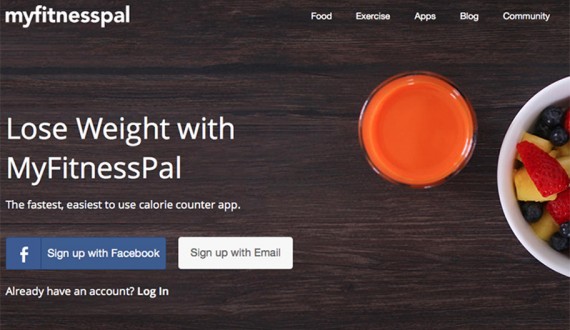 myfitnesspal
Food Exercise Apps Blog Community
Lose Weight with
MyFitnessPal
The fastest, easiest to use calorie counter app.
f Sign up with Facebook Sign up with Email
Already have an account? Log In